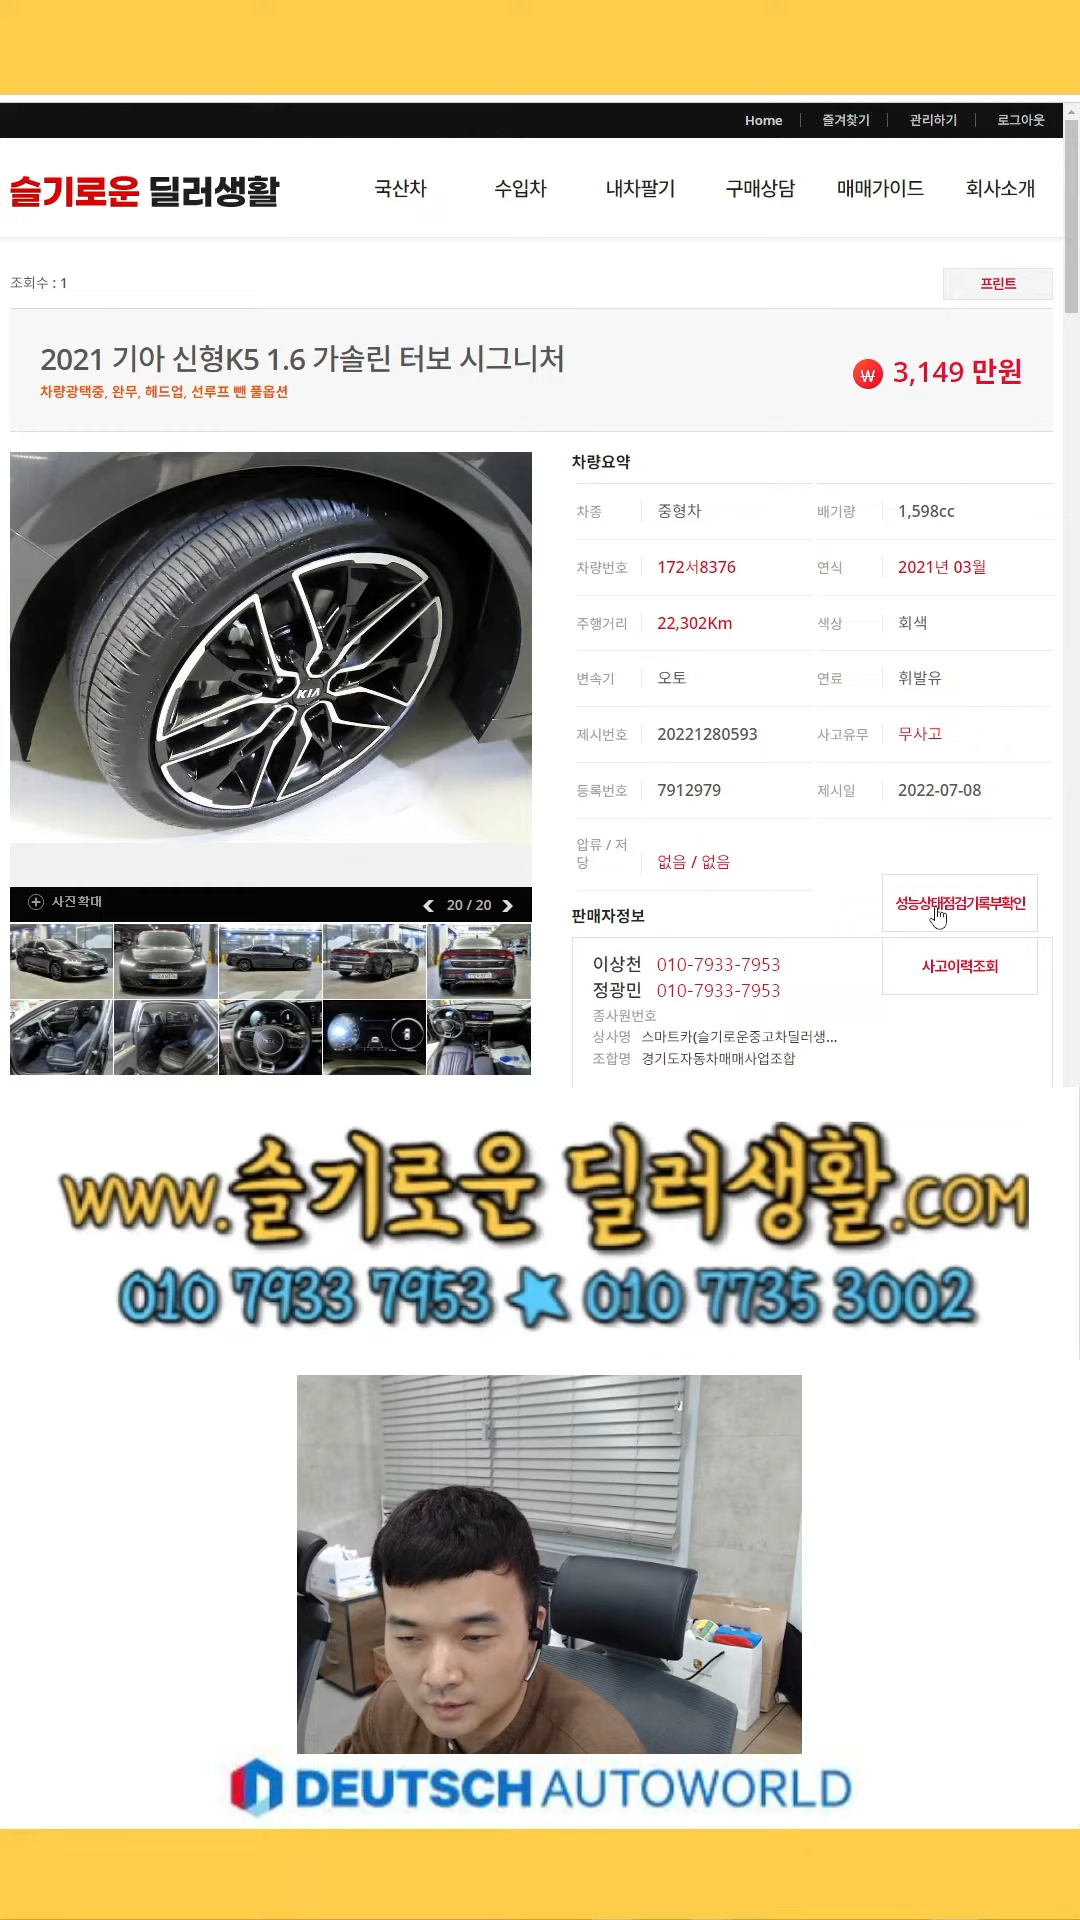 Home
즐겨찾기
관리하기
로그아웃
슬기로운 딜러생활
국산차
수입차
내차팔기
구매상담
매매가이드
회사소개
조회수 : 1
프린트
2021 기아 신형K5 1.6 가솔린 터보 시그니처
차량광택중, 완무, 헤드업, 선루프 뺀 풀옵션
₩ 3,149 만원
KIA
사진확대
20 / 20
차량요약
차종 중형차
배기량 1,598cc
차량번호 172서8376
연식 2021년 03월
주행거리 22,302Km
색상 회색
변속기 오토
연료 휘발유
제시번호 20221280593
사고유무 무사고
등록번호 7912979
제시일 2022-07-08
압류 / 저
당
없음 / 없음
성능상태점검기록부확인
판매자정보
사고이력조회
이상천 010-7933-7953
정광민 010-7933-7953
종사원번호
상사명 스마트카(슬기로운중고차딜러생...
조합명 경기도자동차매매사업조합
www.슬기로운 딜러생활.com
010 7933 7953 ★ 010 7735 3002
DEUTSCH AUTOWORLD